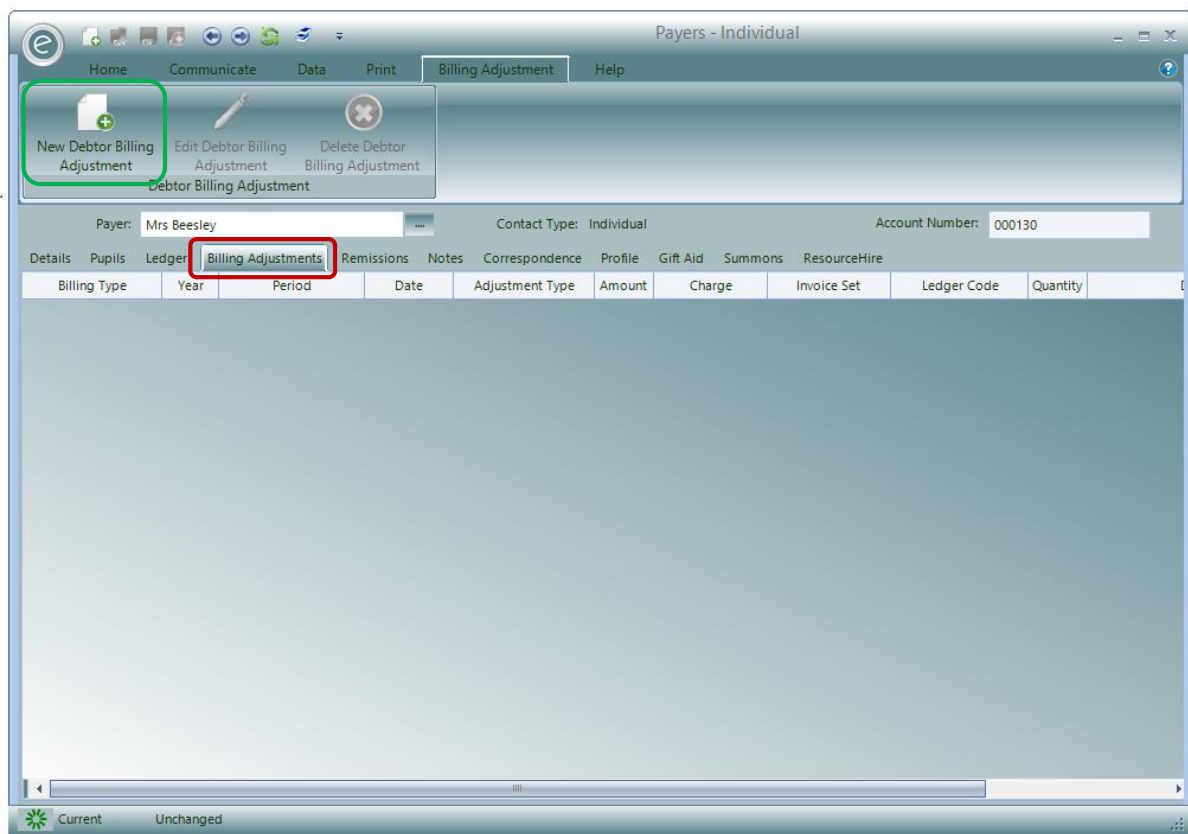 Payers - Individual
Home Communicate Data Print Billing Adjustment Help
New Debtor Billing Adjustment
Edit Debtor Billing Adjustment
Delete Debtor Billing Adjustment
Debtor Billing Adjustment
Payer: Mrs Beesley ... Contact Type: Individual Account Number: 000130
Details Pupils Ledger Billing Adjustments Remissions Notes Correspondence Profile Gift Aid Summons ResourceHire
Billing Type Year Period Date Adjustment Type Amount Charge Invoice Set Ledger Code Quantity
Current Unchanged